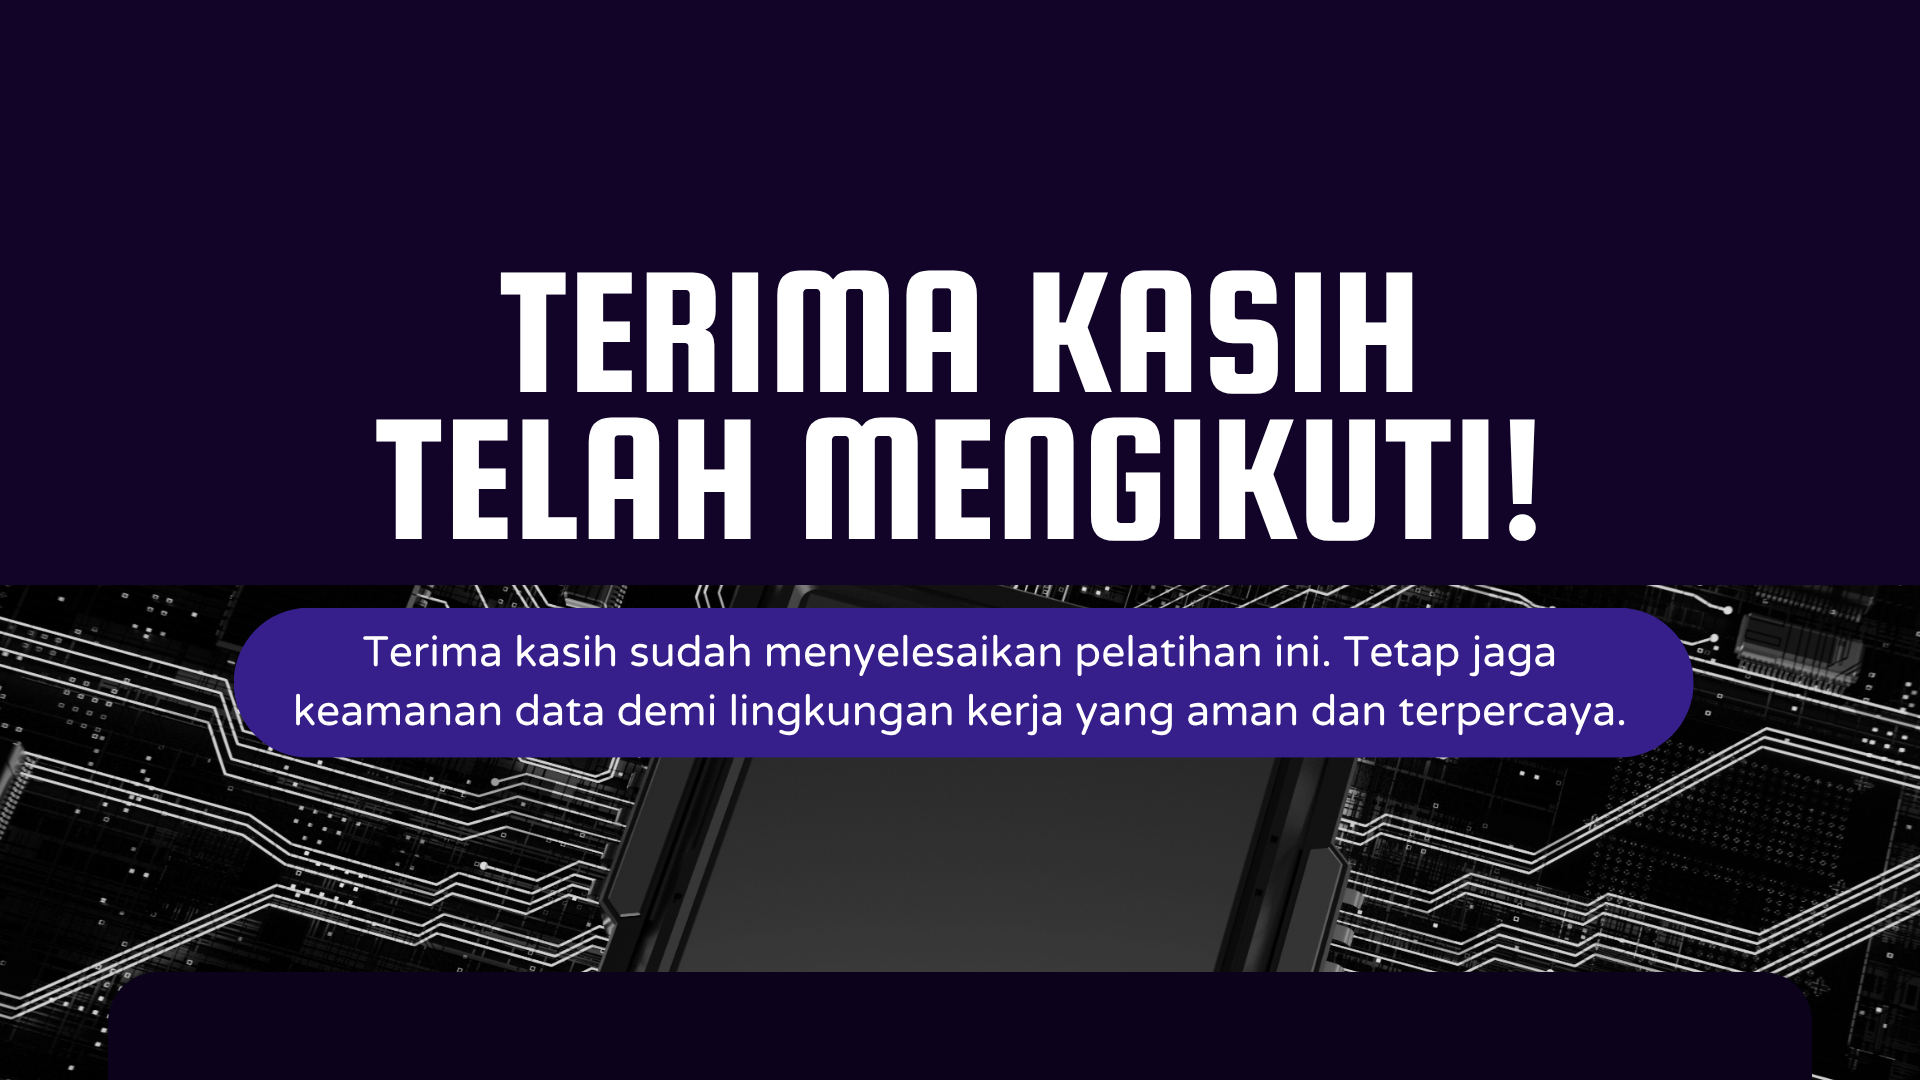 TERIMA KASIH
TELAH MENGIKUTI!
Terima kasih sudah menyelesaikan pelatihan ini. Tetap jaga
keamanan data demi lingkungan kerja yang aman dan terpercaya.